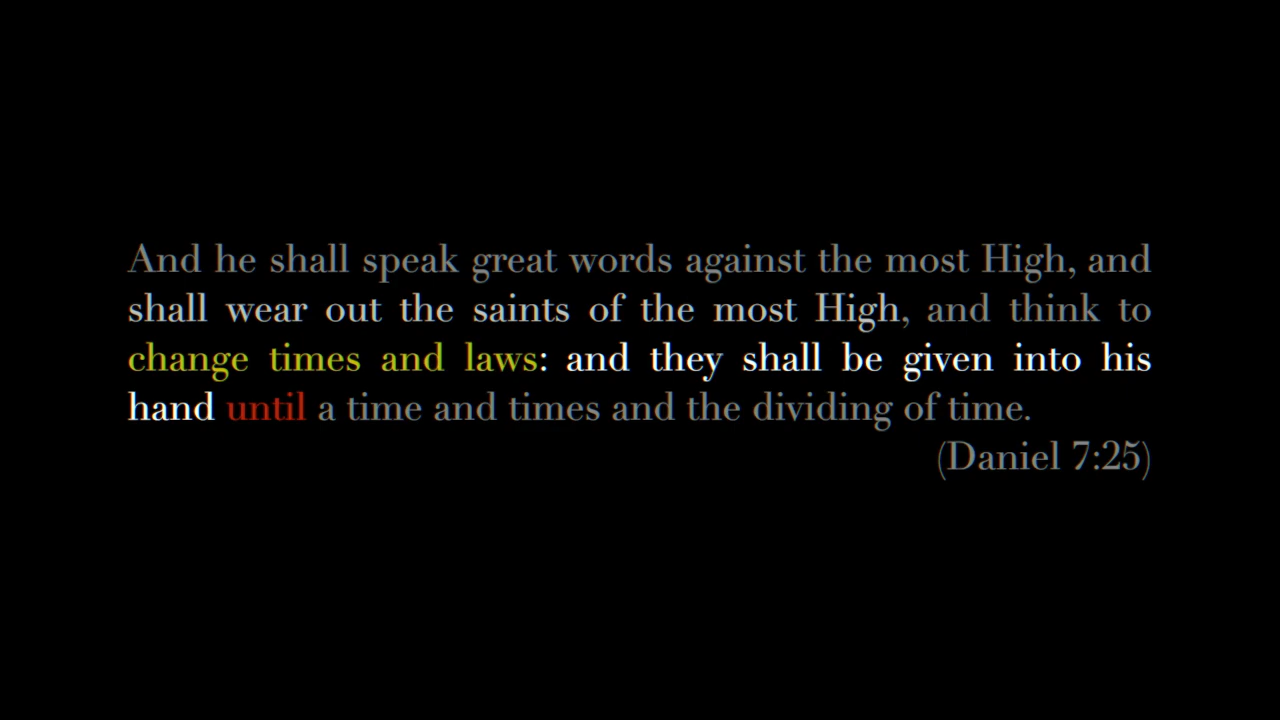 And he shall speak great words against the most High, and
shall wear out the saints of the most High, and think to
change times and laws: and they shall be given into his
hand until a time and times and the dividing of time.
(Daniel 7:25)